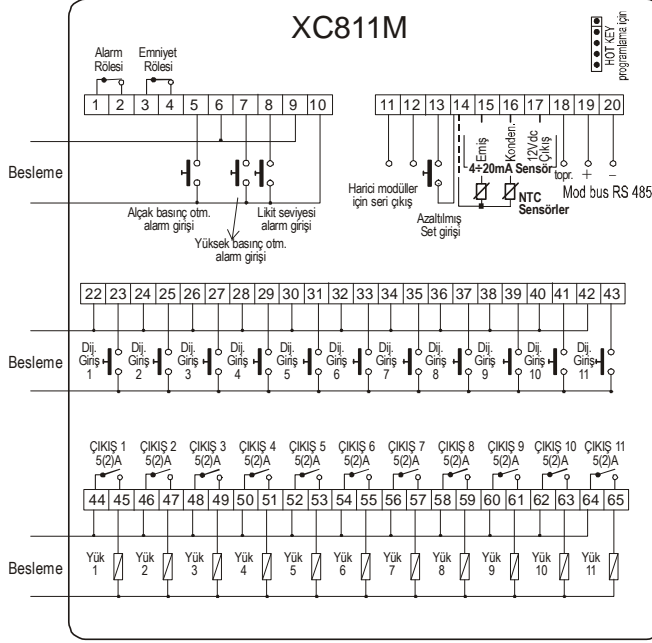 XC811M
HOT KEY
programlama için
Alarm
Rölesi
Emniyet
Rölesi
1 2 3 4 5 6 7 8 9 10
11 12 13 14 15 16 17 18 19 20
Emiş
Konden.
12Vdc
Çıkış
4÷20mA Sensör
topr.
+
−
Mod bus RS 485
NTC
Sensörler
Besleme
Harici modüller
için seri çıkış
Azaltılmış
Set girişi
Alçak basınç otm.
alarm girişi
Likit seviyesi
alarm girişi
Yüksek basınç otm.
alarm girişi
22 23 24 25 26 27 28 29 30 31 32 33 34 35 36 37 38 39 40 41 42 43
Besleme
Dij. Dij. Dij. Dij. Dij. Dij. Dij. Dij. Dij. Dij. Dij.
Giriş Giriş Giriş Giriş Giriş Giriş Giriş Giriş Giriş Giriş Giriş
1 2 3 4 5 6 7 8 9 10 11
ÇIKIŞ 1 ÇIKIŞ 2 ÇIKIŞ 3 ÇIKIŞ 4 ÇIKIŞ 5 ÇIKIŞ 6 ÇIKIŞ 7 ÇIKIŞ 8 ÇIKIŞ 9 ÇIKIŞ 10 ÇIKIŞ 11
5(2)A 5(2)A 5(2)A 5(2)A 5(2)A 5(2)A 5(2)A 5(2)A 5(2)A 5(2)A 5(2)A
44 45 46 47 48 49 50 51 52 53 54 55 56 57 58 59 60 61 62 63 64 65
Besleme
Yük Yük Yük Yük Yük Yük Yük Yük Yük Yük Yük
1 2 3 4 5 6 7 8 9 10 11